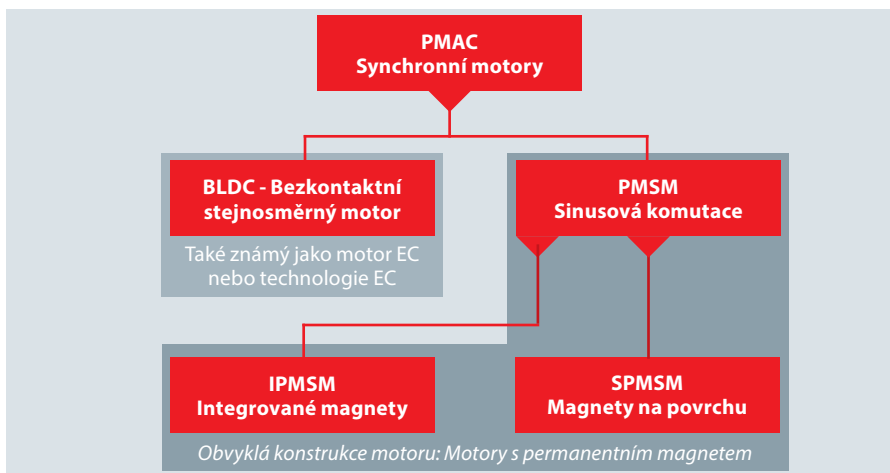 PMAC
Synchronní motory
BLDC - Bezkontaktní
stejnosměrný motor
PMSM
Sinusová komutace
Také známý jako motor EC
nebo technologie EC
IPMSM
Integrované magnety
SPMSM
Magnety na povrchu
Obvyklá konstrukce motoru: Motory s permanentním magnetem